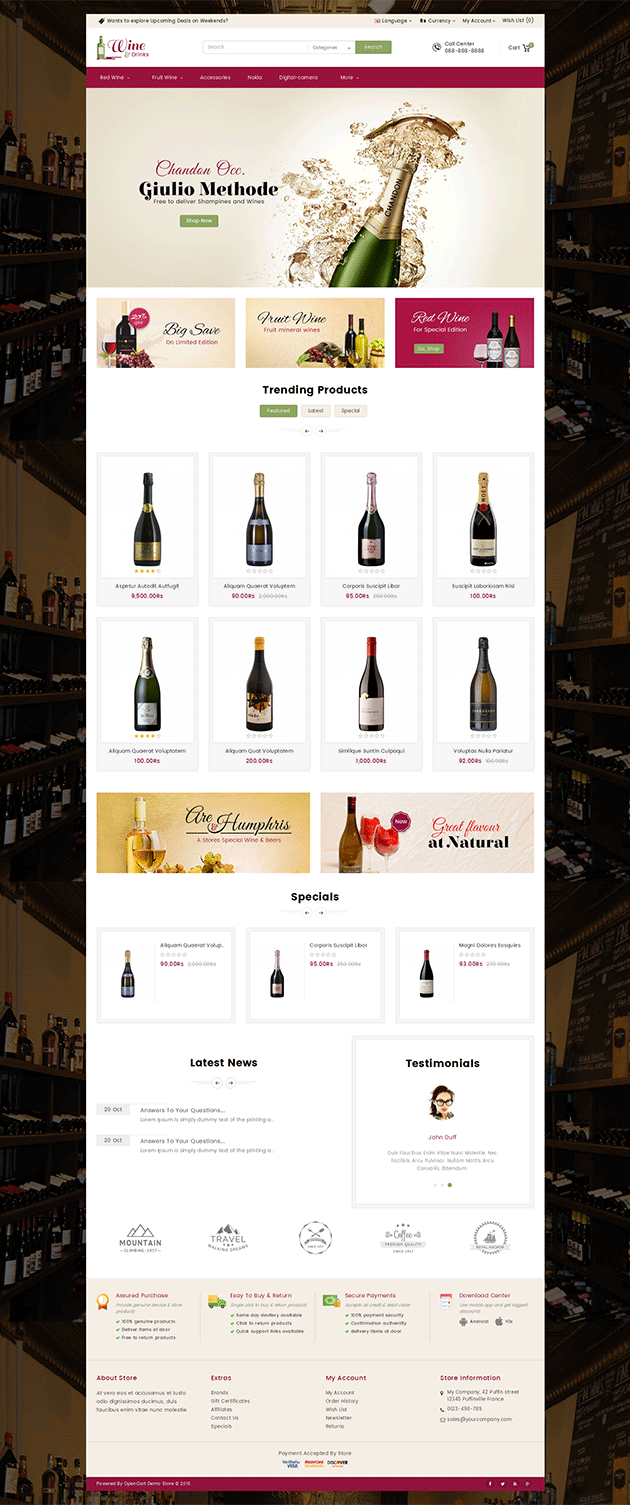 Wants to explore Upcoming Deals on Weekends?
Language
Currency
My Account
Wish List (0)
Wine
& Drinks
Search
Categories
Search
Call Center
088-886-8686
Cart
Red Wine
Fruit Wine
Accessories
Nokia
Digital-camera
More
Chandon Occ.
Giulio Methode
Free to deliver Shampines and Wines
Shop Now
CHANDON
20%
OFF
Big Save
On Limited Edition
Fruit Wine
Fruit mineral wines
Red Wine
For Special Edition
Go Shop
Trending Products
Featured
Latest
Special
Aspetur Autodit Autfugit
9,500.00Rs
Aliquam Quaerat Voluptem
90.00Rs 2,000.00Rs
Corporis Suscipit Libor
95.00Rs 250.00Rs
MOET
Suscipit Laboriosam Nisi
100.00Rs
Aliquam Quaerat Voluptatem
100.00Rs
Aliquam Quat Voluptatem
200.00Rs
Similique Suntin Culpaqui
1,000.00Rs
Voluptas Nulla Pariatur
92.00Rs 100.00Rs
Are & Humphris
A Stores Special Wine & Beers
New
Great flavour
at Natural
Specials
Aliquam Quaerat Volup..
90.00Rs 2,000.00Rs
Corporis Suscipit Libor
95.00Rs 250.00Rs
Magni Dolores Eosquies
93.00Rs 270.00Rs
Latest News
20 Oct
Answers To Your Questions...
Lorem Ipsum is simply dummy text of the printing a..
20 Oct
Answers To Your Questions...
Lorem Ipsum is simply dummy text of the printing a..
Testimonials
John Duff
Duis Faucibus Enim Vitae Nunc Molestie, Nec
Facilisis Arcu Pulvinar. Nullam Mattis Arcu
Convallis, Bibendum
MOUNTAIN
CLIMBING-1957
TRAVEL
WALKING DREAMS
Coffee
PREMIUM QUALITY
SINCE 1957
ROYAL ANCHOR
Assured Purchase
Provide genuine service & store
products
100% genuine products
Deliver items at door
Free to return products
Easy To Buy & Return
Single click to buy & return products
Same day devliery available
Click to return products
Quick support links available
Secure Payments
Accepts all credit & debit cards
100% payment security
Confirmation authentity
delivery items at door
Download Center
Use mobile app and get biggest
discounts
Android
IOs
About Store
At vero eos et accusamus et iusto
odio dignissimos ducimus, duis
faucibus enim vitae nunc molestie.
Extras
Brands
Gift Certificates
Affiliates
Contact Us
Specials
My Account
My Account
Order History
Wish List
Newsletter
Returns
Store Information
My Company, 42 Puffin street
12345 Puffinville France
0123-456-789
sales@yourcompany.com
Payment Accepted By Store
Verified by
VISA
MasterCard
DISCOVER
Powered By OpenCart Demo Store © 2016